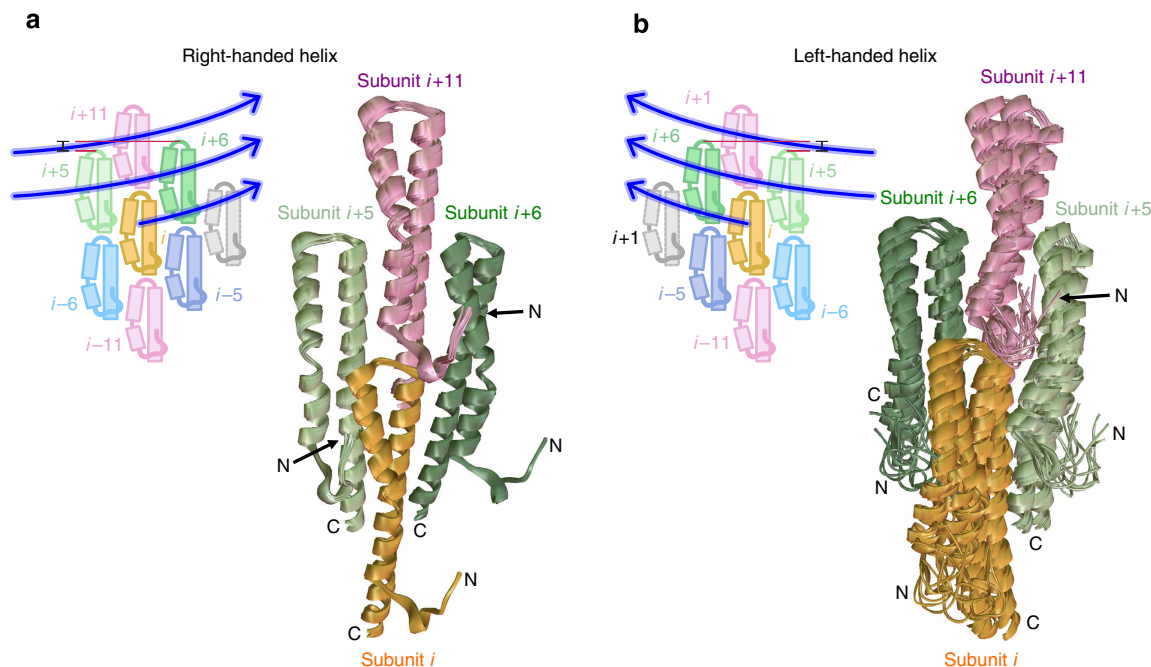 a
Right-handed helix
Subunit i+11
i+11
i+6
i+5
Subunit i+5
Subunit i+6
i
i–6
i–5
i–11
N
N
C
C
N
C
Subunit i
b
Left-handed helix
Subunit i+11
i+1
i+6
i+5
Subunit i+6
Subunit i+5
i+1
i
i–5
i–6
i–11
N
C
N
N
C
N
C
Subunit i